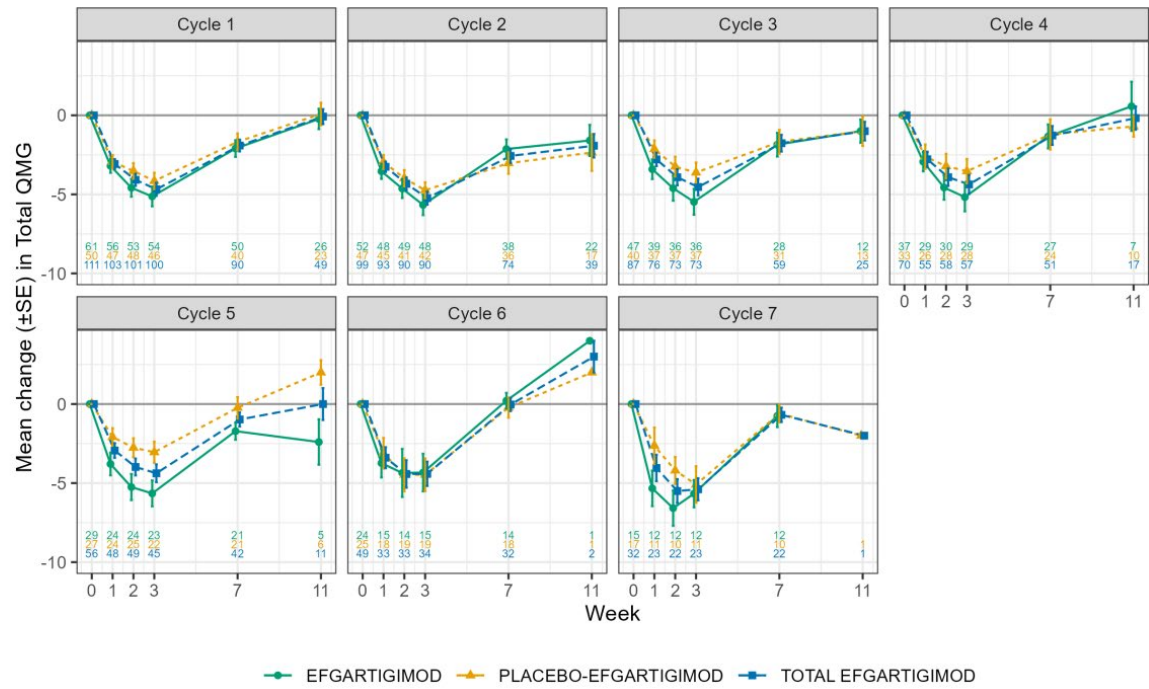 Cycle 1 Cycle 2 Cycle 3 Cycle 4
0
-5
-10
61 56 53 54 50 26
50 47 48 46 40 23
111 103 101 100 90 49
52 48 49 48 38 22
47 45 41 42 36 17
99 93 90 90 74 39
47 39 36 36 28 12
40 37 37 37 31 13
87 76 73 73 59 25
37 29 30 29 27 7
33 26 28 28 24 10
70 55 58 57 51 17
0 1 2 3 7 11
Cycle 5 Cycle 6 Cycle 7
0
-5
-10
29 24 24 23 21 5
27 24 25 22 21 6
56 48 49 45 42 11
24 15 14 15 14 1
25 18 19 19 18 1
49 33 33 34 32 2
15 12 12 12 12
17 11 10 11 10 1
32 23 22 23 22 1
0 1 2 3 7 11
0 1 2 3 7 11
0 1 2 3 7 11
Mean change (±SE) in Total QMG
Week
EFGARTIGIMOD PLACEBO-EFGARTIGIMOD TOTAL EFGARTIGIMOD